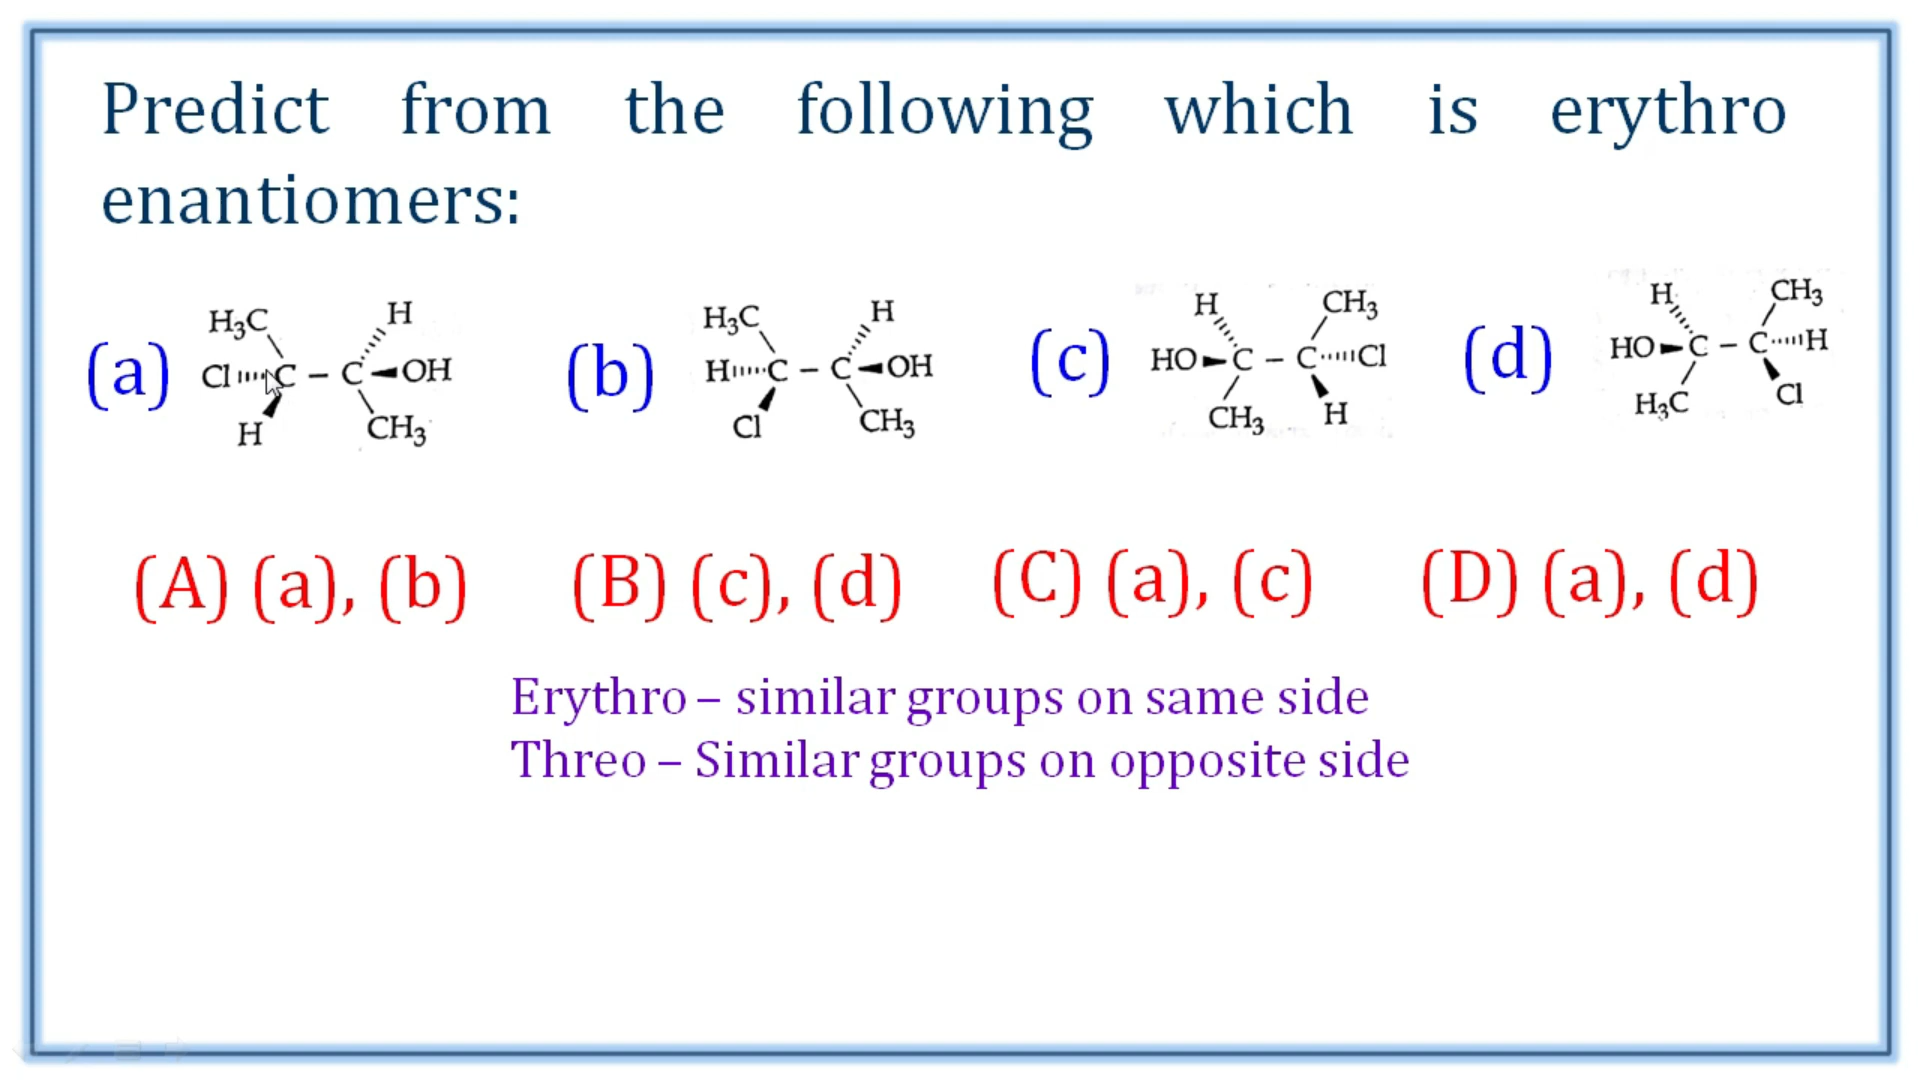 Predict from the following which is erythro
enantiomers:
(a) H₃C H Cl C – C OH H CH₃
(b) H₃C H H C – C OH Cl CH₃
(c) H CH₃ HO C – C Cl CH₃ H
(d) H CH₃ HO C – C H H₃C Cl
(A) (a), (b) (B) (c), (d) (C) (a), (c) (D) (a), (d)
Erythro – similar groups on same side
Threo – Similar groups on opposite side